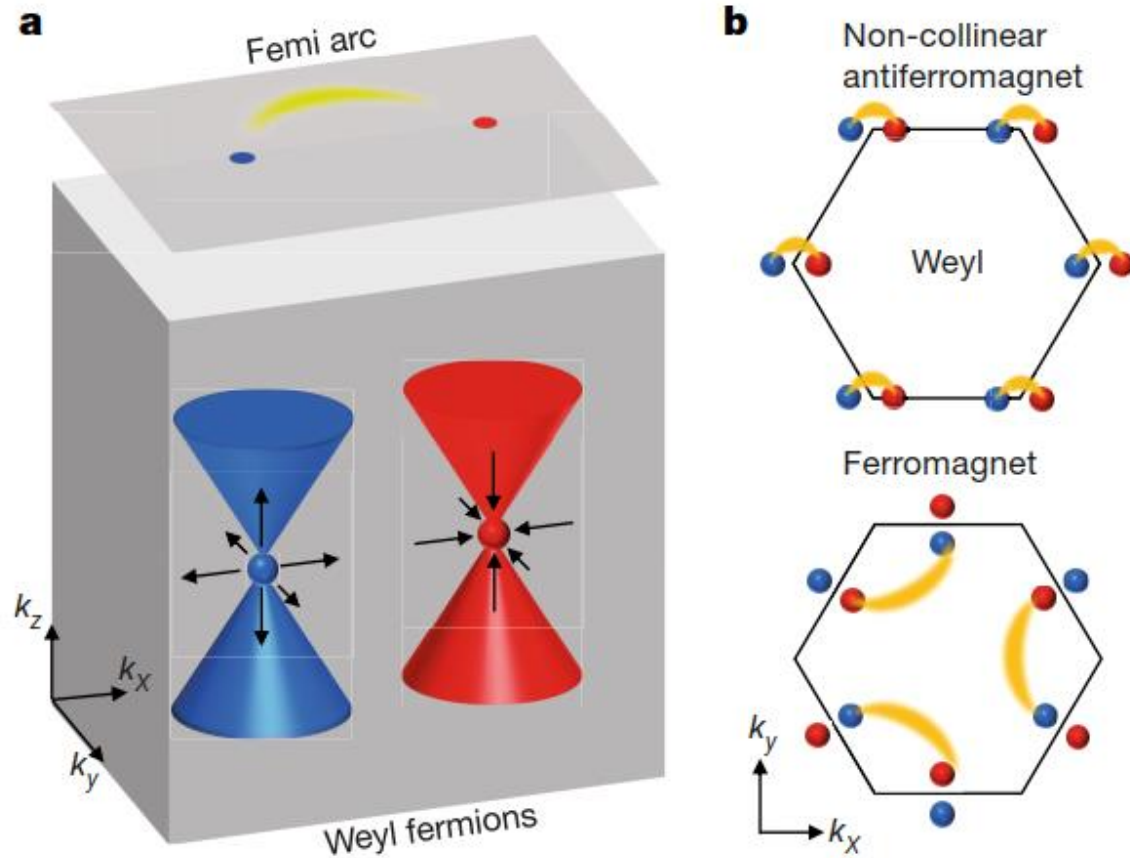 a
Femi arc
k_z
k_x
k_y
Weyl fermions
b
Non-collinear
antiferromagnet
Weyl
Ferromagnet
k_y
k_x